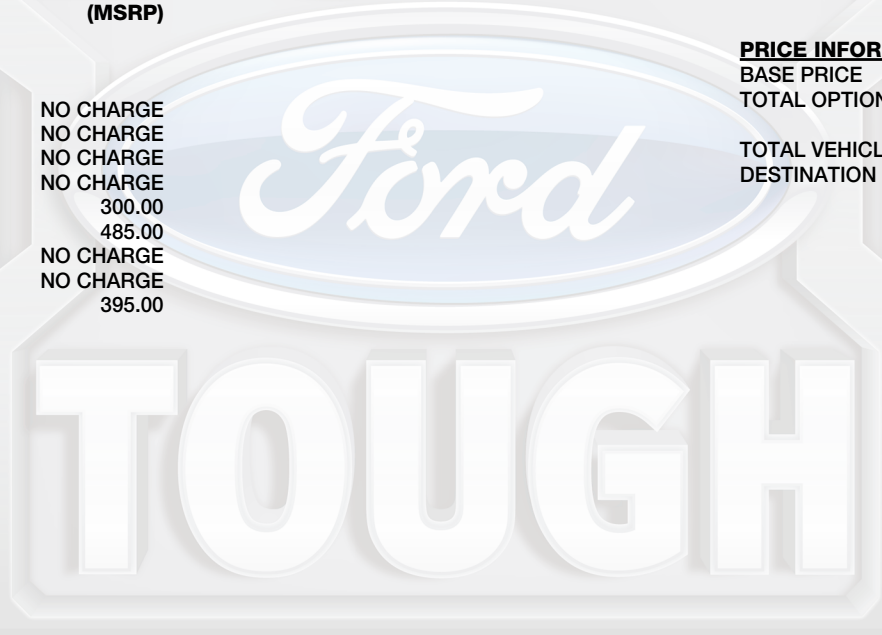 (MSRP)
NO CHARGE
NO CHARGE
NO CHARGE
NO CHARGE
300.00
485.00
NO CHARGE
NO CHARGE
395.00
PRICE INFOR
BASE PRICE
TOTAL OPTION
TOTAL VEHICL
DESTINATION
Ford
TOUGH